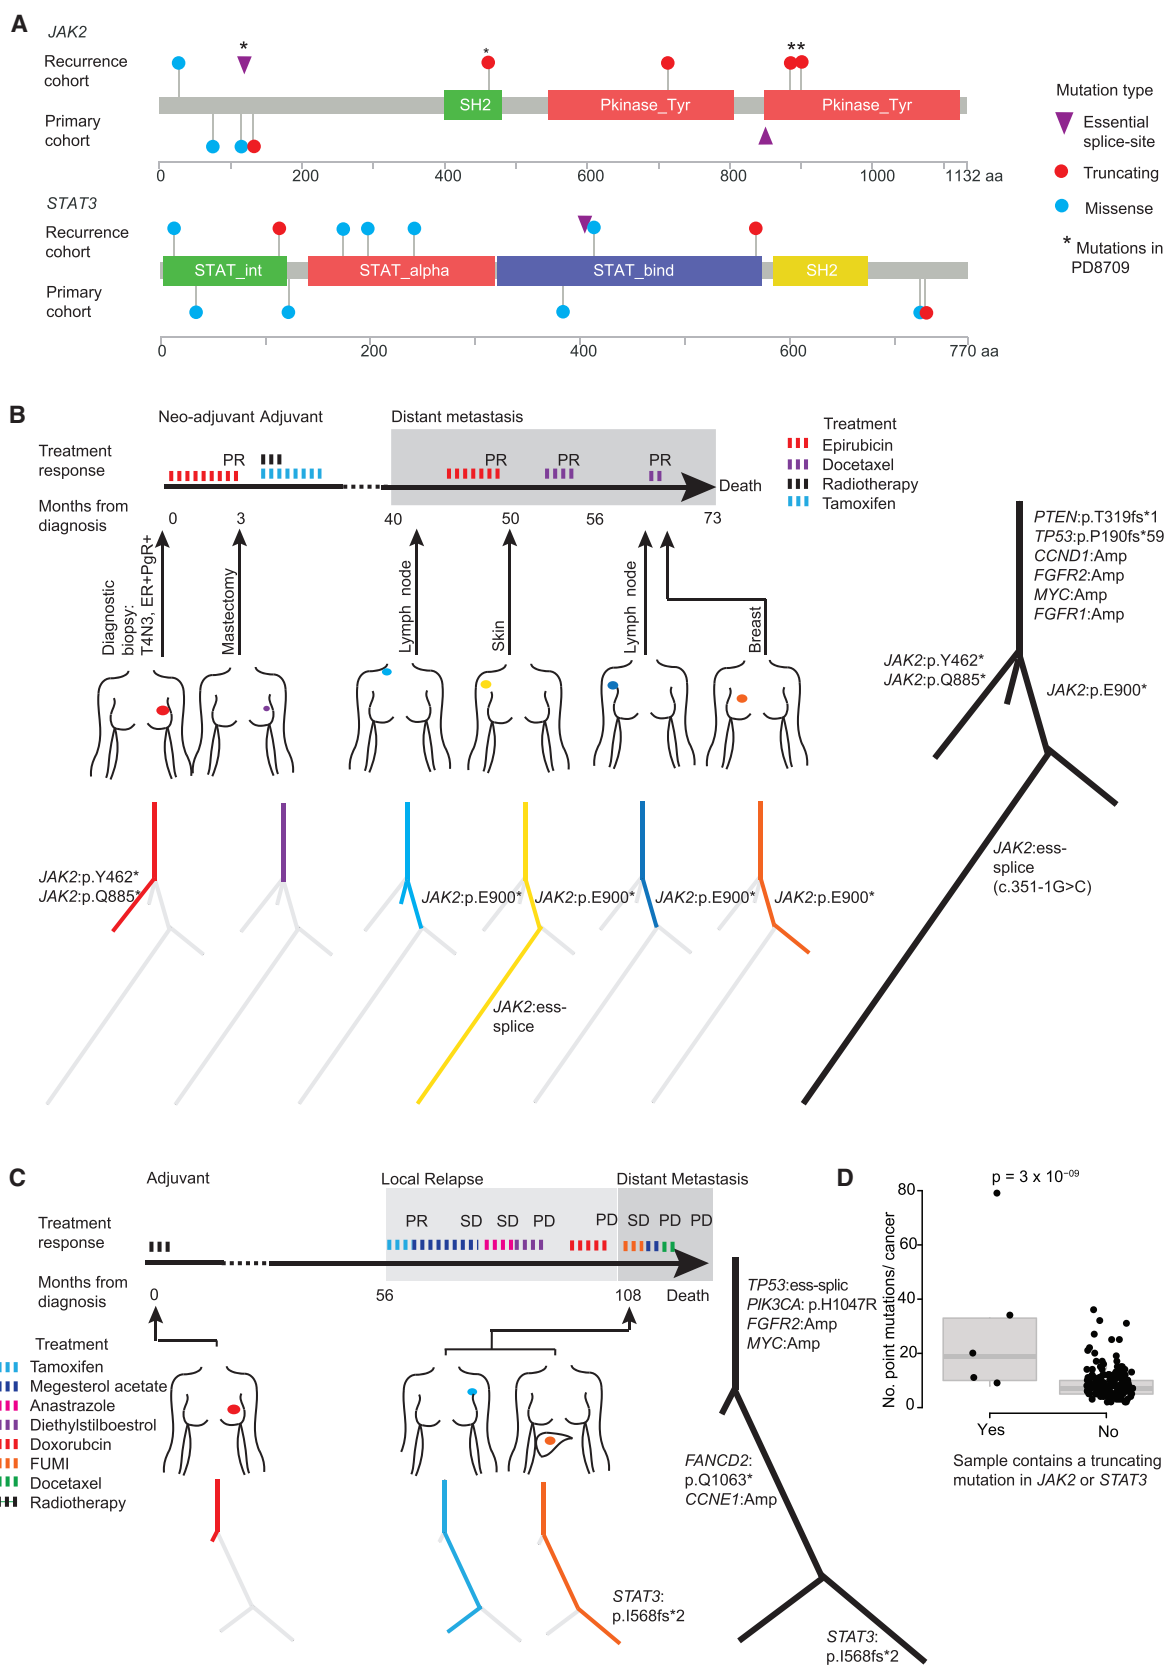 A
JAK2
Recurrence
cohort
* * **
SH2 Pkinase_Tyr Pkinase_Tyr
Primary
cohort
0 200 400 600 800 1000 1132 aa
STAT3
Recurrence
cohort
STAT_int STAT_alpha STAT_bind SH2
Primary
cohort
0 200 400 600 770 aa
Mutation type
Essential
splice-site
Truncating
Missense
* Mutations in
PD8709
B
Neo-adjuvant Adjuvant Distant metastasis
Treatment
response
PR PR PR PR
Death
Months from
diagnosis
0 3 40 50 56 73
Treatment
Epirubicin
Docetaxel
Radiotherapy
Tamoxifen
Diagnostic
biopsy:
T4N3, ER+PgR+
Mastectomy
Lymph node
Skin
Lymph node
Breast
PTEN:p.T319fs*1
TP53:p.P190fs*59
CCND1:Amp
FGFR2:Amp
MYC:Amp
FGFR1:Amp
JAK2:p.Y462*
JAK2:p.Q885*
JAK2:p.E900*
JAK2:ess-
splice
(c.351-1G>C)
JAK2:p.Y462*
JAK2:p.Q885*
JAK2:p.E900* JAK2:p.E900* JAK2:p.E900* JAK2:p.E900*
JAK2:ess-
splice
C
Adjuvant Local Relapse Distant Metastasis
Treatment
response
PR SD SD PD PD SD PD PD
Months from
diagnosis
0 56 108 Death
Treatment
Tamoxifen
Megesterol acetate
Anastrazole
Diethylstilboestrol
Doxorubcin
FUMI
Docetaxel
Radiotherapy
STAT3:
p.I568fs*2
TP53:ess-splic
PIK3CA: p.H1047R
FGFR2:Amp
MYC:Amp
FANCD2:
p.Q1063*
CCNE1:Amp
STAT3:
p.I568fs*2
D
p = 3 x 10⁻⁰⁹
No. point mutations/ cancer
80
60
40
20
0
Yes No
Sample contains a truncating
mutation in JAK2 or STAT3